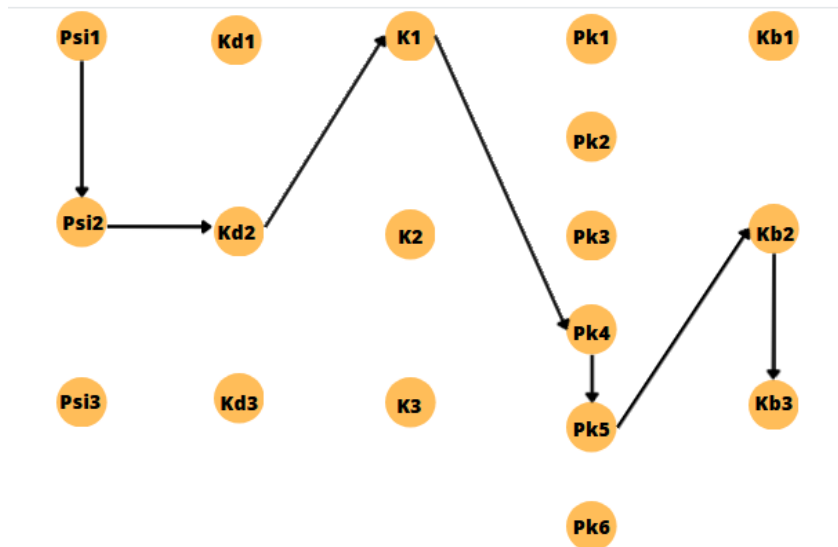 Psi1 Kd1 K1 Pk1 Kb1
Pk2
Psi2 Kd2 K2 Pk3 Kb2
Pk4
Psi3 Kd3 K3 Kb3
Pk5
Pk6